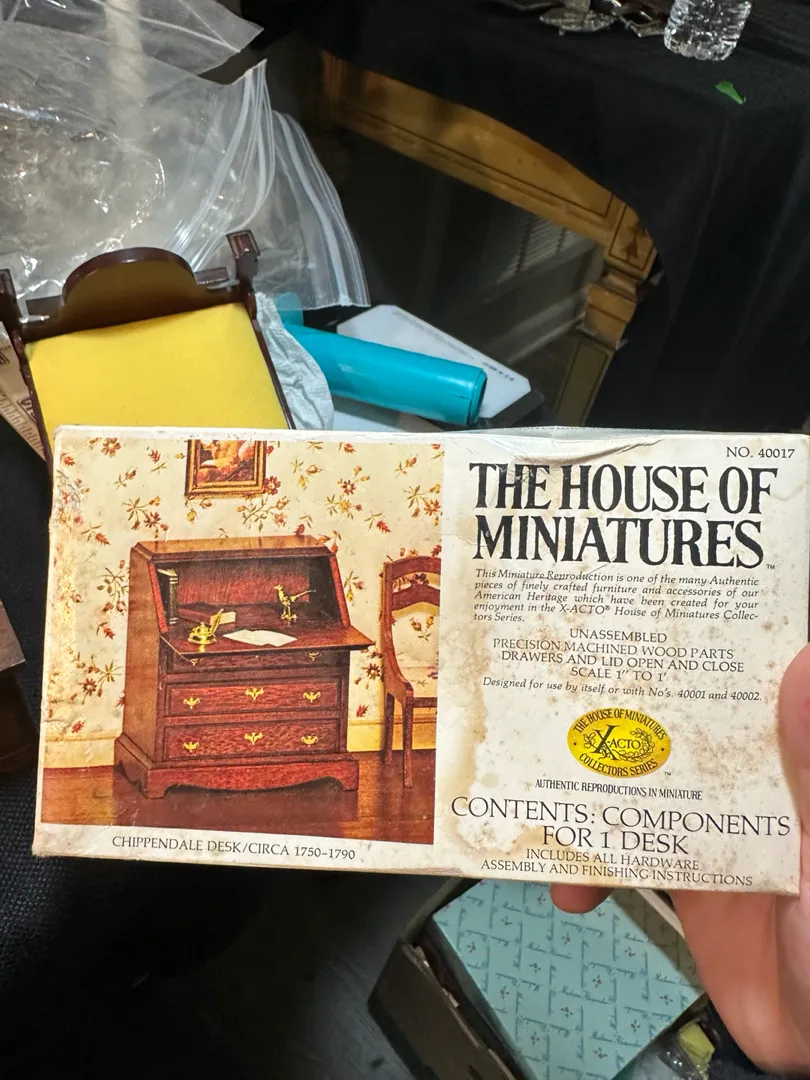 NO. 40017
THE HOUSE OF
MINIATURES™
This Miniature Reproduction is one of the many Authentic
pieces of finely crafted furniture and accessories of our
American Heritage which have been created for your
enjoyment in the X-ACTO® House of Miniatures Collec-
tors Series.
UNASSEMBLED
PRECISION MACHINED WOOD PARTS
DRAWERS AND LID OPEN AND CLOSE
SCALE 1" TO 1'
Designed for use by itself or with No's. 40001 and 40002.
THE HOUSE OF MINIATURES
X-ACTO
COLLECTORS SERIES™
AUTHENTIC REPRODUCTIONS IN MINIATURE
CONTENTS: COMPONENTS
FOR 1 DESK
INCLUDES ALL HARDWARE
ASSEMBLY AND FINISHING INSTRUCTIONS
CHIPPENDALE DESK/CIRCA 1750-1790